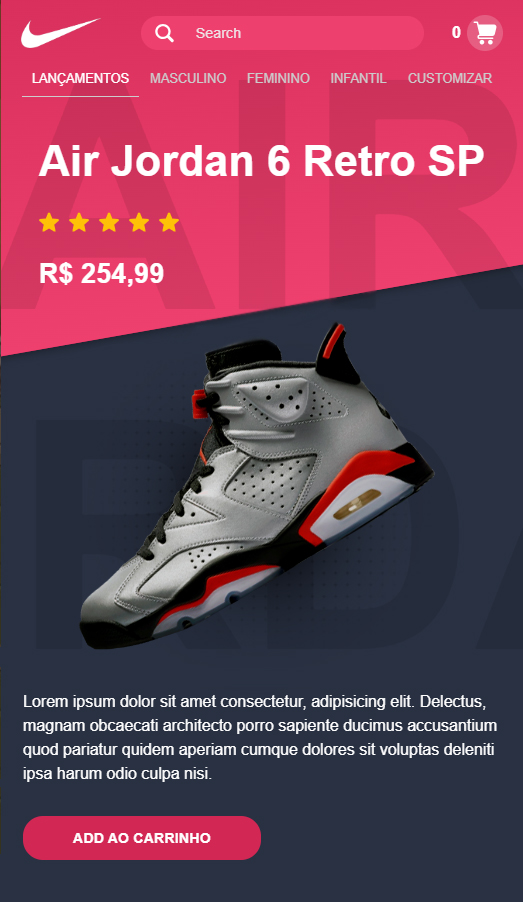 Search
0
LANÇAMENTOS MASCULINO FEMININO INFANTIL CUSTOMIZAR
AIR
Air Jordan 6 Retro SP
R$ 254,99
RDA
Lorem ipsum dolor sit amet consectetur, adipisicing elit. Delectus,
magnam obcaecati architecto porro sapiente ducimus accusantium
quod pariatur quidem aperiam cumque dolores sit voluptas deleniti
ipsa harum odio culpa nisi.
ADD AO CARRINHO